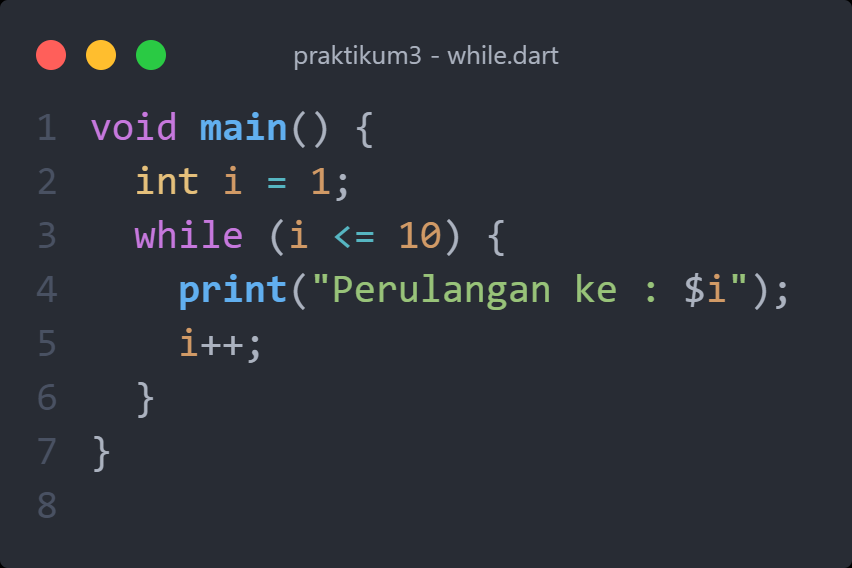 praktikum3 - while.dart
1 void main() {
2   int i = 1;
3   while (i <= 10) {
4     print("Perulangan ke : $i");
5     i++;
6   }
7 }
8